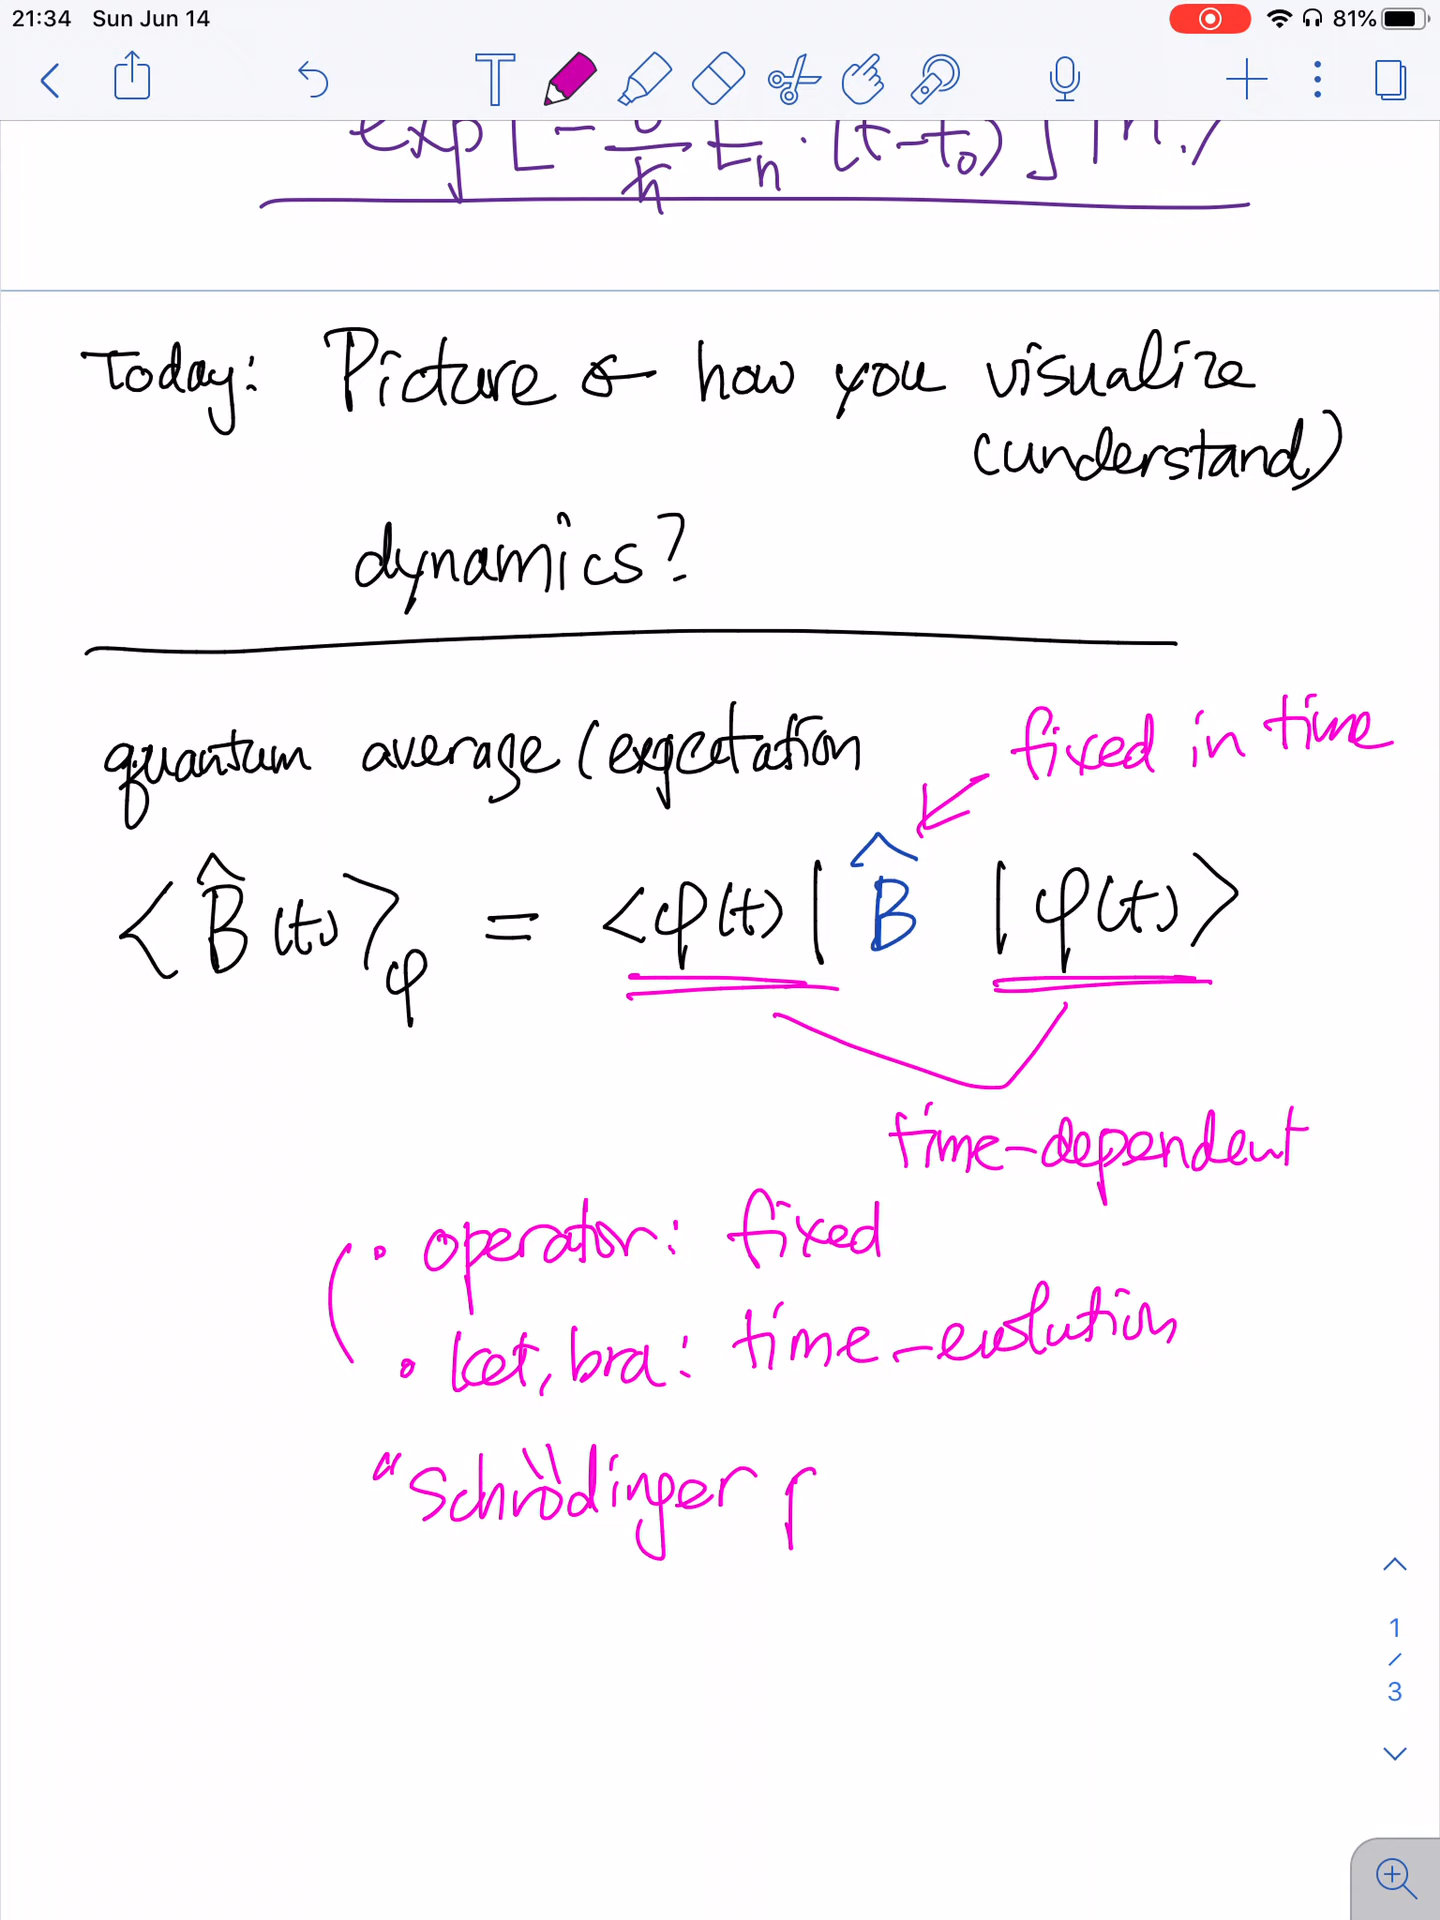 21:34 Sun Jun 14 81%
T
exp[-i/ħ En·(t-t0)]|n.⟩
Today: Picture ← how you visualize
(understand)
dynamics?
quantum average (expectation
fixed in time
⟨B̂(t)⟩φ = ⟨φ(t)| B̂ |φ(t)⟩
time-dependent
• operator: fixed
• ket, bra: time-evolution
"Schrödinger p
1
/
3